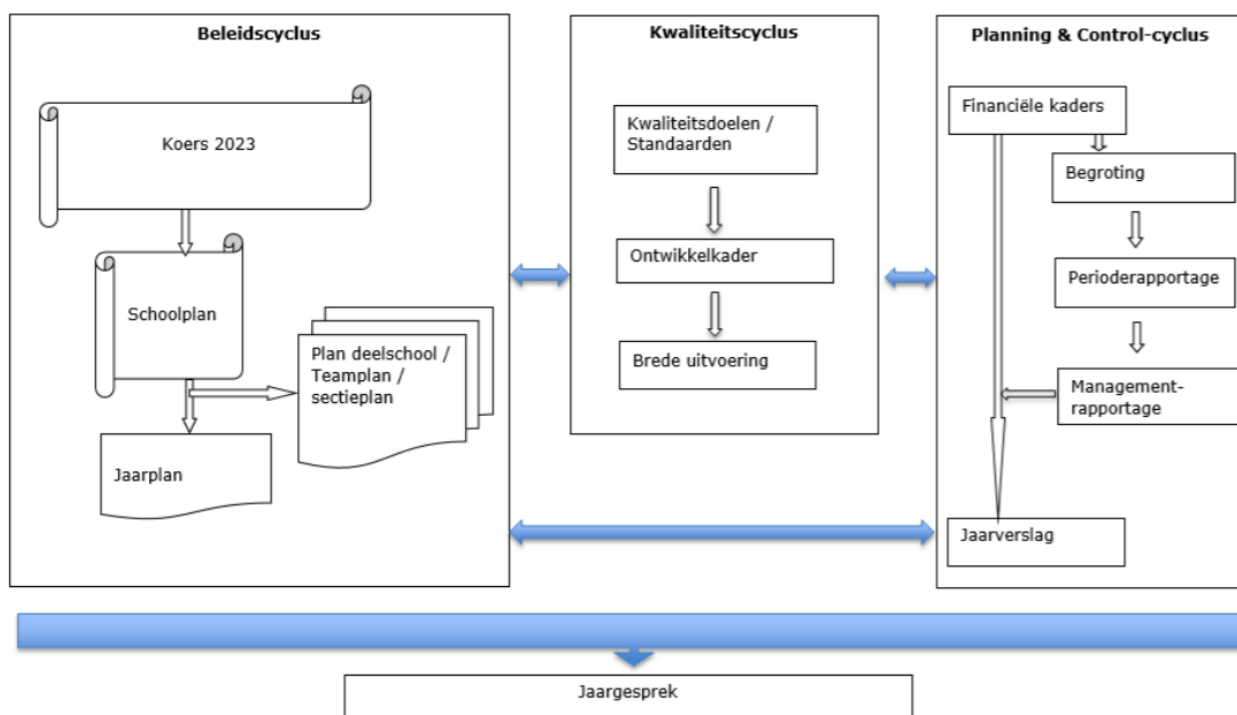 Beleidscyclus
Koers 2023
Schoolplan
Plan deelschool /
Teamplan /
sectieplan
Jaarplan
Kwaliteitscyclus
Kwaliteitsdoelen /
Standaarden
Ontwikkelkader
Brede uitvoering
Planning & Control-cyclus
Financiële kaders
Begroting
Perioderapportage
Management-
rapportage
Jaarverslag
Jaargesprek